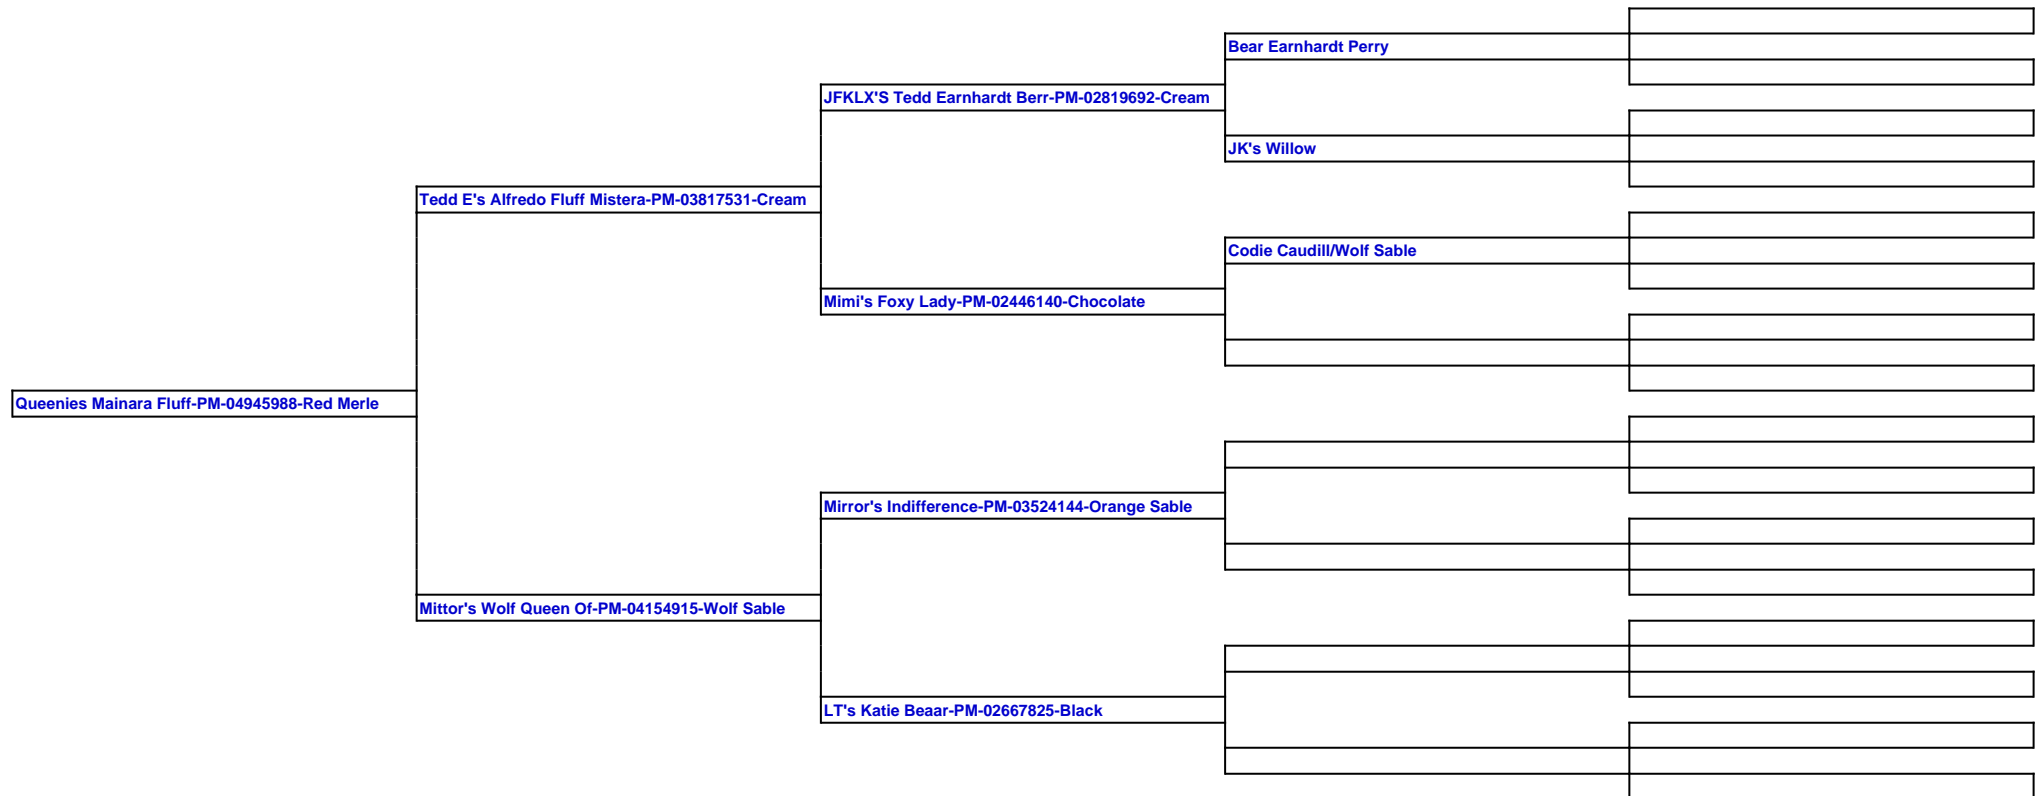 Bear Earnhardt Perry
JFKLX'S Tedd Earnhardt Berr-PM-02819692-Cream
JK's Willow
Tedd E's Alfredo Fluff Mistera-PM-03817531-Cream
Codie Caudill/Wolf Sable
Mimi's Foxy Lady-PM-02446140-Chocolate
Queenies Mainara Fluff-PM-04945988-Red Merle
Mirror's Indifference-PM-03524144-Orange Sable
Mittor's Wolf Queen Of-PM-04154915-Wolf Sable
LT's Katie Beaar-PM-02667825-Black